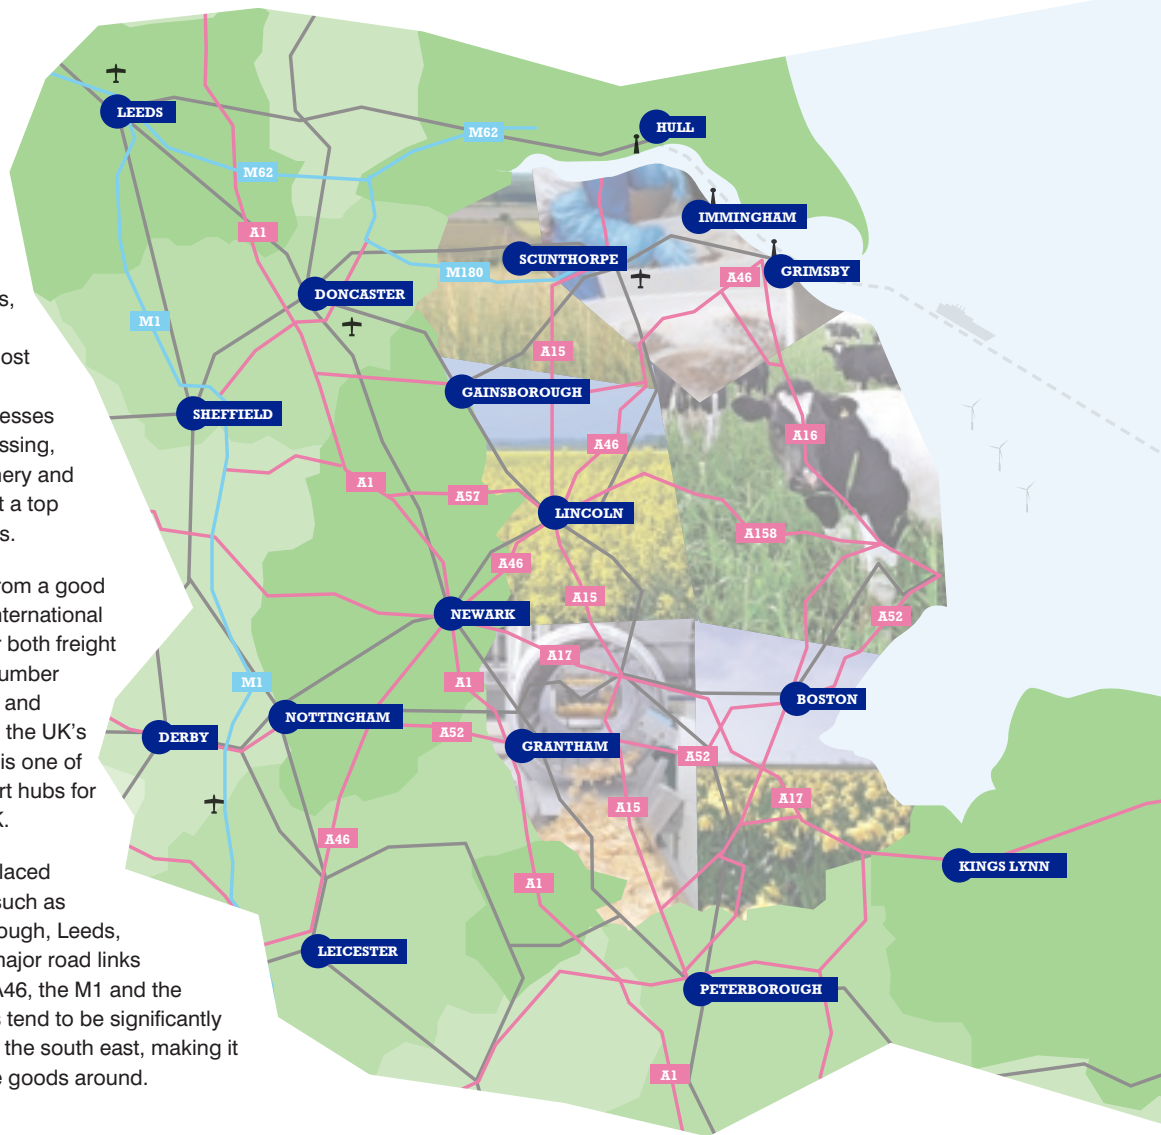 s,
ost
esses
ssing,
nery and
t a top
s.
rom a good
nternational
r both freight
umber
and
the UK's
is one of
rt hubs for
K.
laced
such as
ough, Leeds,
najor road links
A46, the M1 and the
s tend to be significantly
the south east, making it
e goods around.
LEEDS
HULL
M62
M62
IMMINGHAM
A1
SCUNTHORPE
M180
GRIMSBY
A46
DONCASTER
M1
A15
GAINSBOROUGH
SHEFFIELD
A46
A16
A1
A57
LINCOLN
A158
A46
A15
NEWARK
A52
A17
M1
A1
BOSTON
NOTTINGHAM
DERBY
A52
GRANTHAM
A52
A17
A15
A46
KINGS LYNN
A1
LEICESTER
PETERBOROUGH
A1